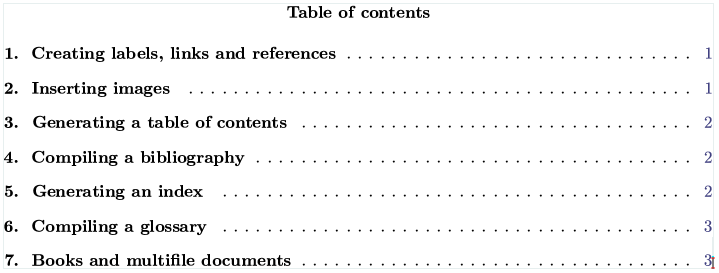 Table of contents
1. Creating labels, links and references . . . . . . . . . . . . . . . . . . . . . . . . . . . . . . . 1
2. Inserting images . . . . . . . . . . . . . . . . . . . . . . . . . . . . . . . . . . . . . . . . . . . . . 1
3. Generating a table of contents . . . . . . . . . . . . . . . . . . . . . . . . . . . . . . . . . . . 2
4. Compiling a bibliography . . . . . . . . . . . . . . . . . . . . . . . . . . . . . . . . . . . . . . . 2
5. Generating an index . . . . . . . . . . . . . . . . . . . . . . . . . . . . . . . . . . . . . . . . . . 2
6. Compiling a glossary . . . . . . . . . . . . . . . . . . . . . . . . . . . . . . . . . . . . . . . . . . 3
7. Books and multifile documents . . . . . . . . . . . . . . . . . . . . . . . . . . . . . . . . . . . 3